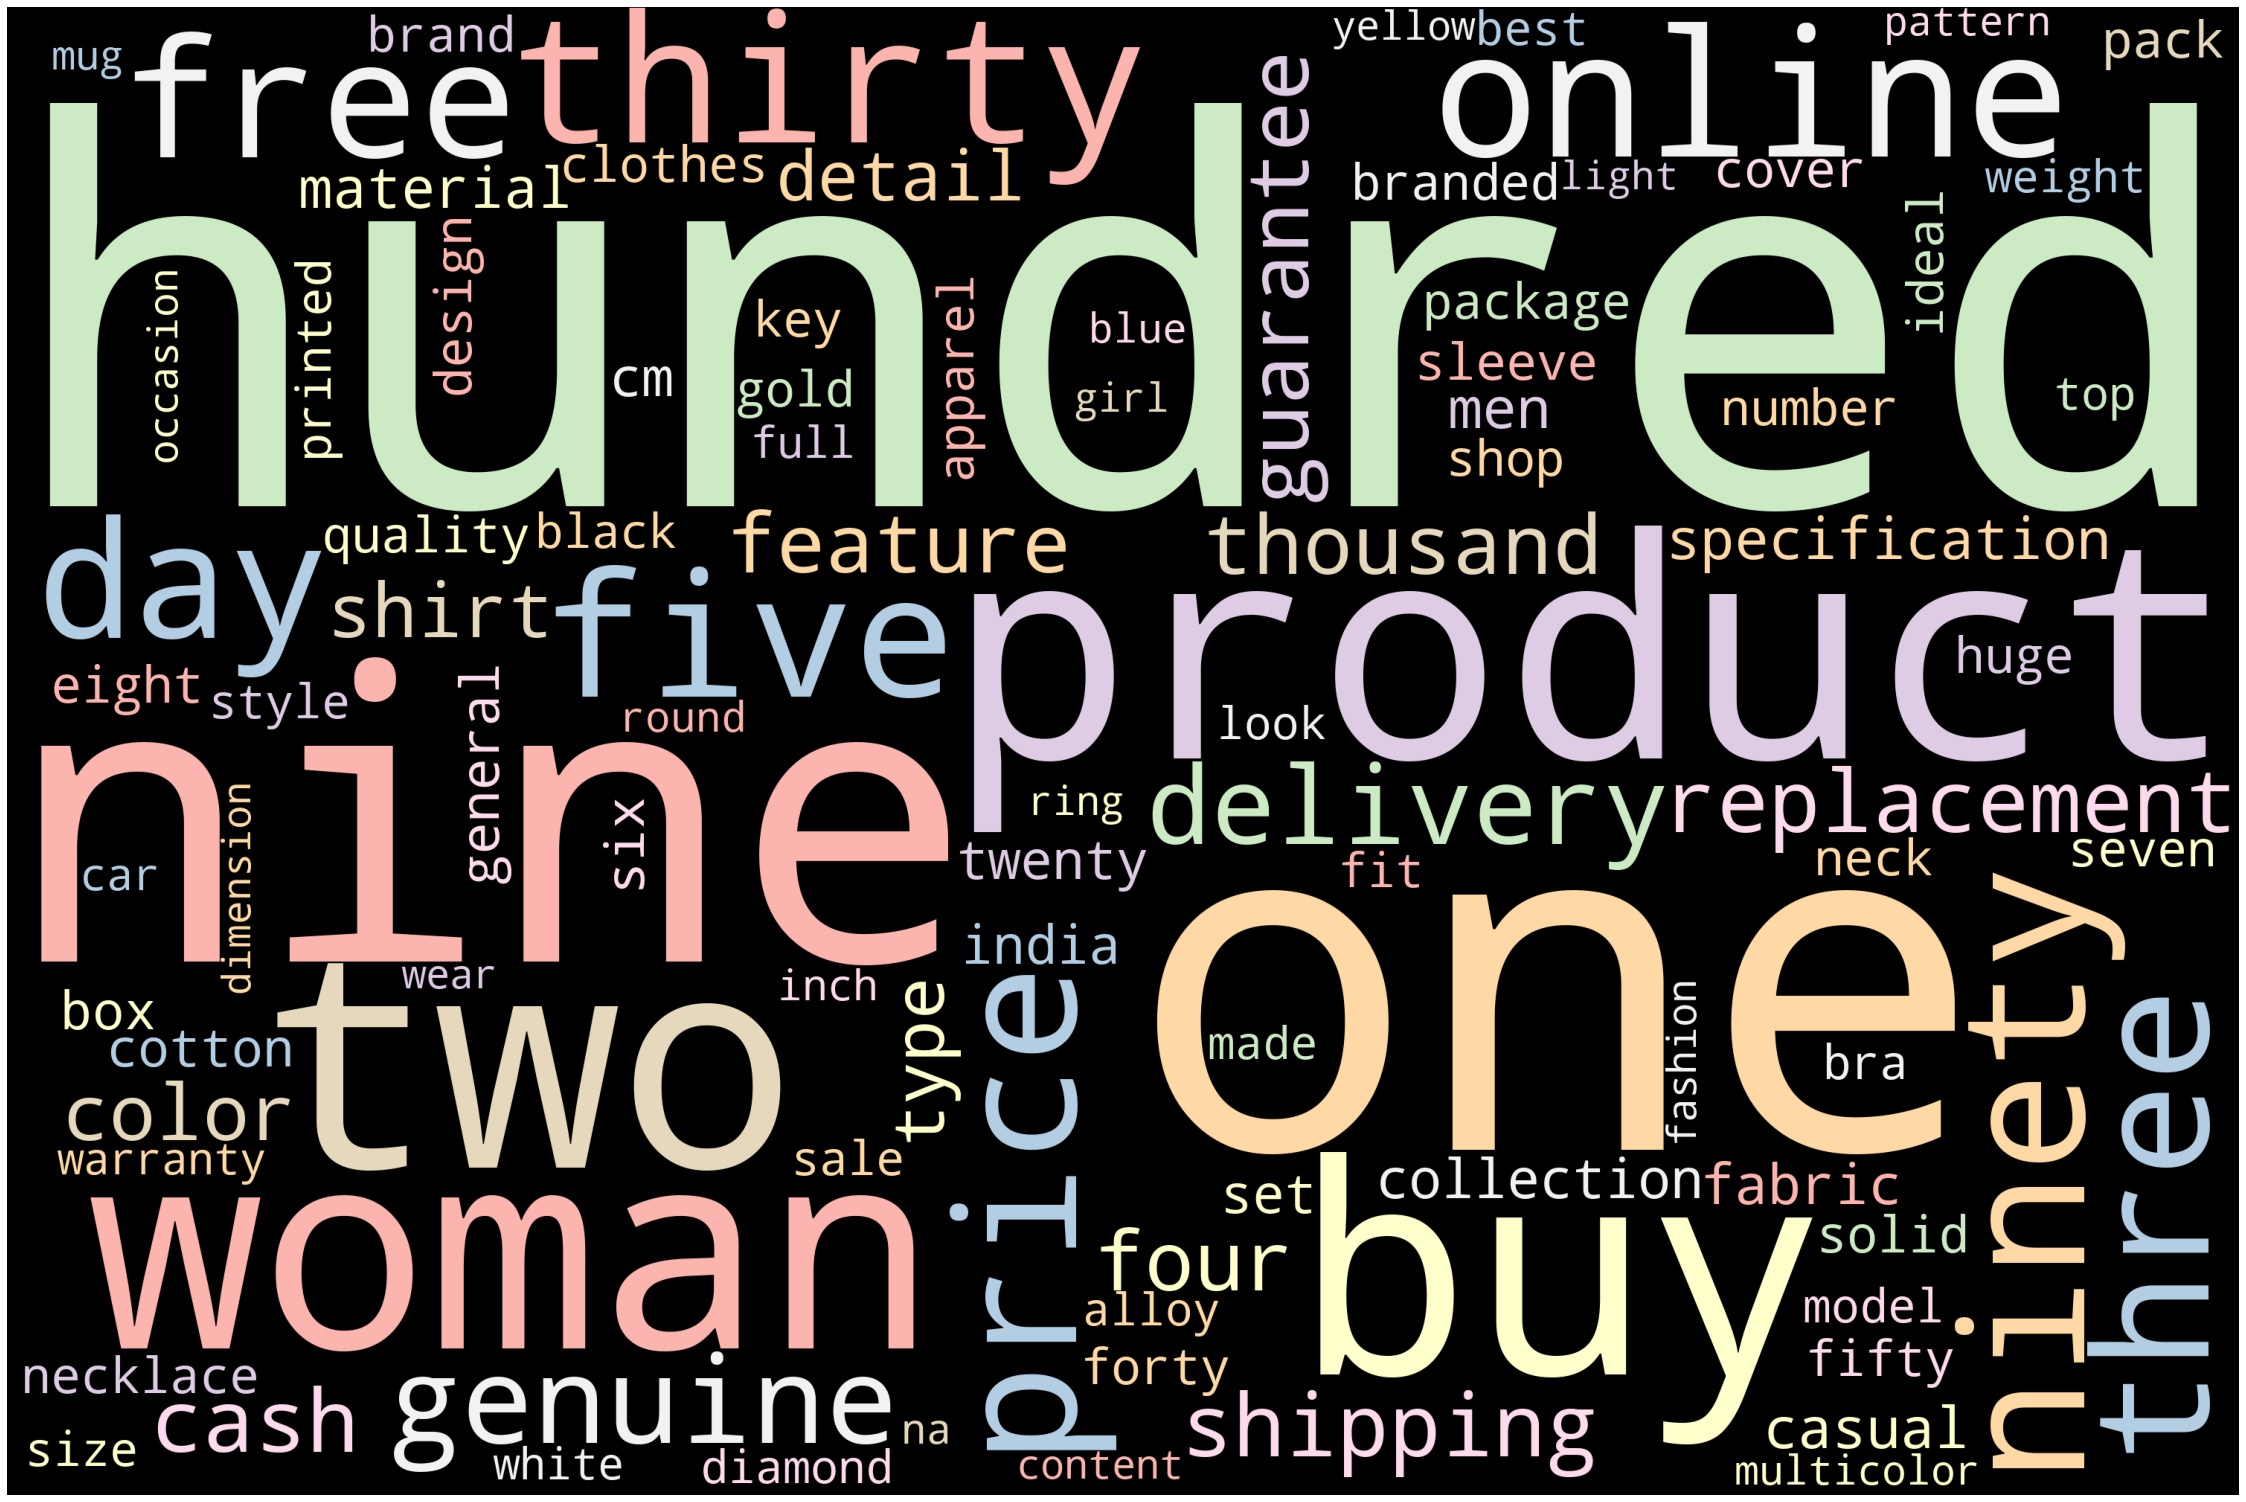 mug
free
brand
thirty
yellow
best
online
pattern
pack
material
clothes
detail
guarantee
branded
light
cover
weight
hundred
occasion
printed
design
cm
key
gold
full
apparel
blue
girl
package
sleeve
men
shop
number
ideal
top
day
quality
black
feature
thousand
specification
shirt
five
product
huge
eight
style
general
round
look
nine
car
dimension
six
ring
delivery
replacement
twenty
fit
neck
seven
india
one
made
fashion
bra
ninety
three
wear
inch
type
price
box
cotton
two
color
warranty
sale
woman
set
collection
fabric
four
buy
solid
alloy
forty
model
fifty
necklace
cash
genuine
na
size
white
diamond
content
shipping
casual
multicolor